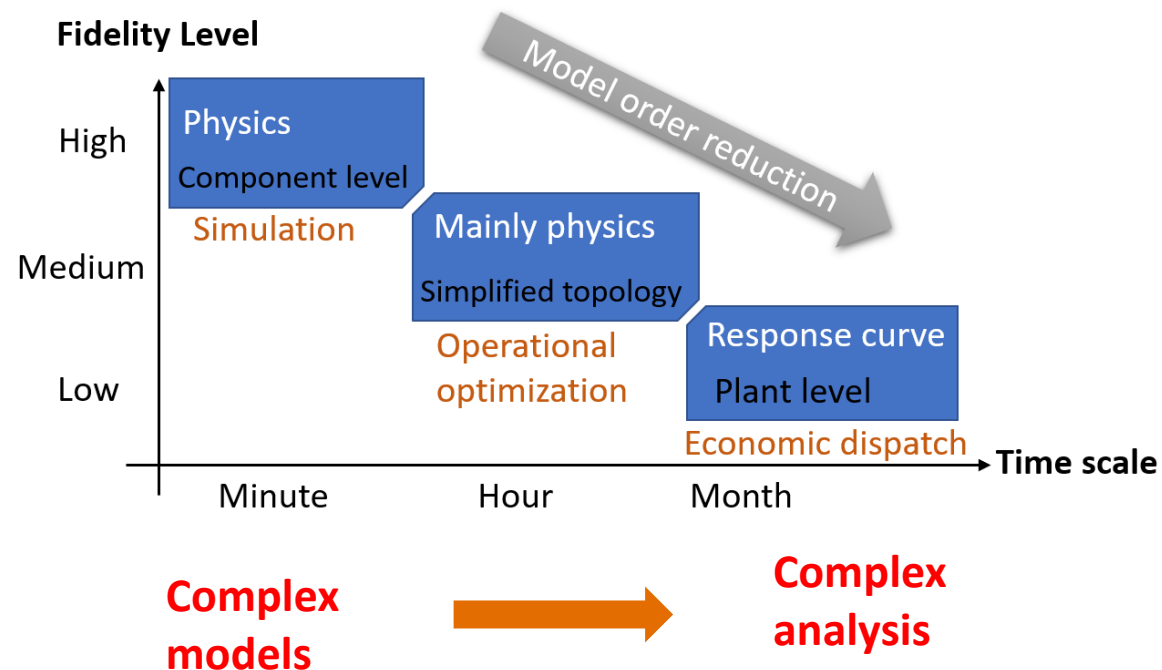 Fidelity Level
Model order reduction
High
Physics
Component level
Simulation
Medium
Mainly physics
Simplified topology
Operational
optimization
Low
Response curve
Plant level
Economic dispatch
Time scale
Minute
Hour
Month
Complex
models
Complex
analysis